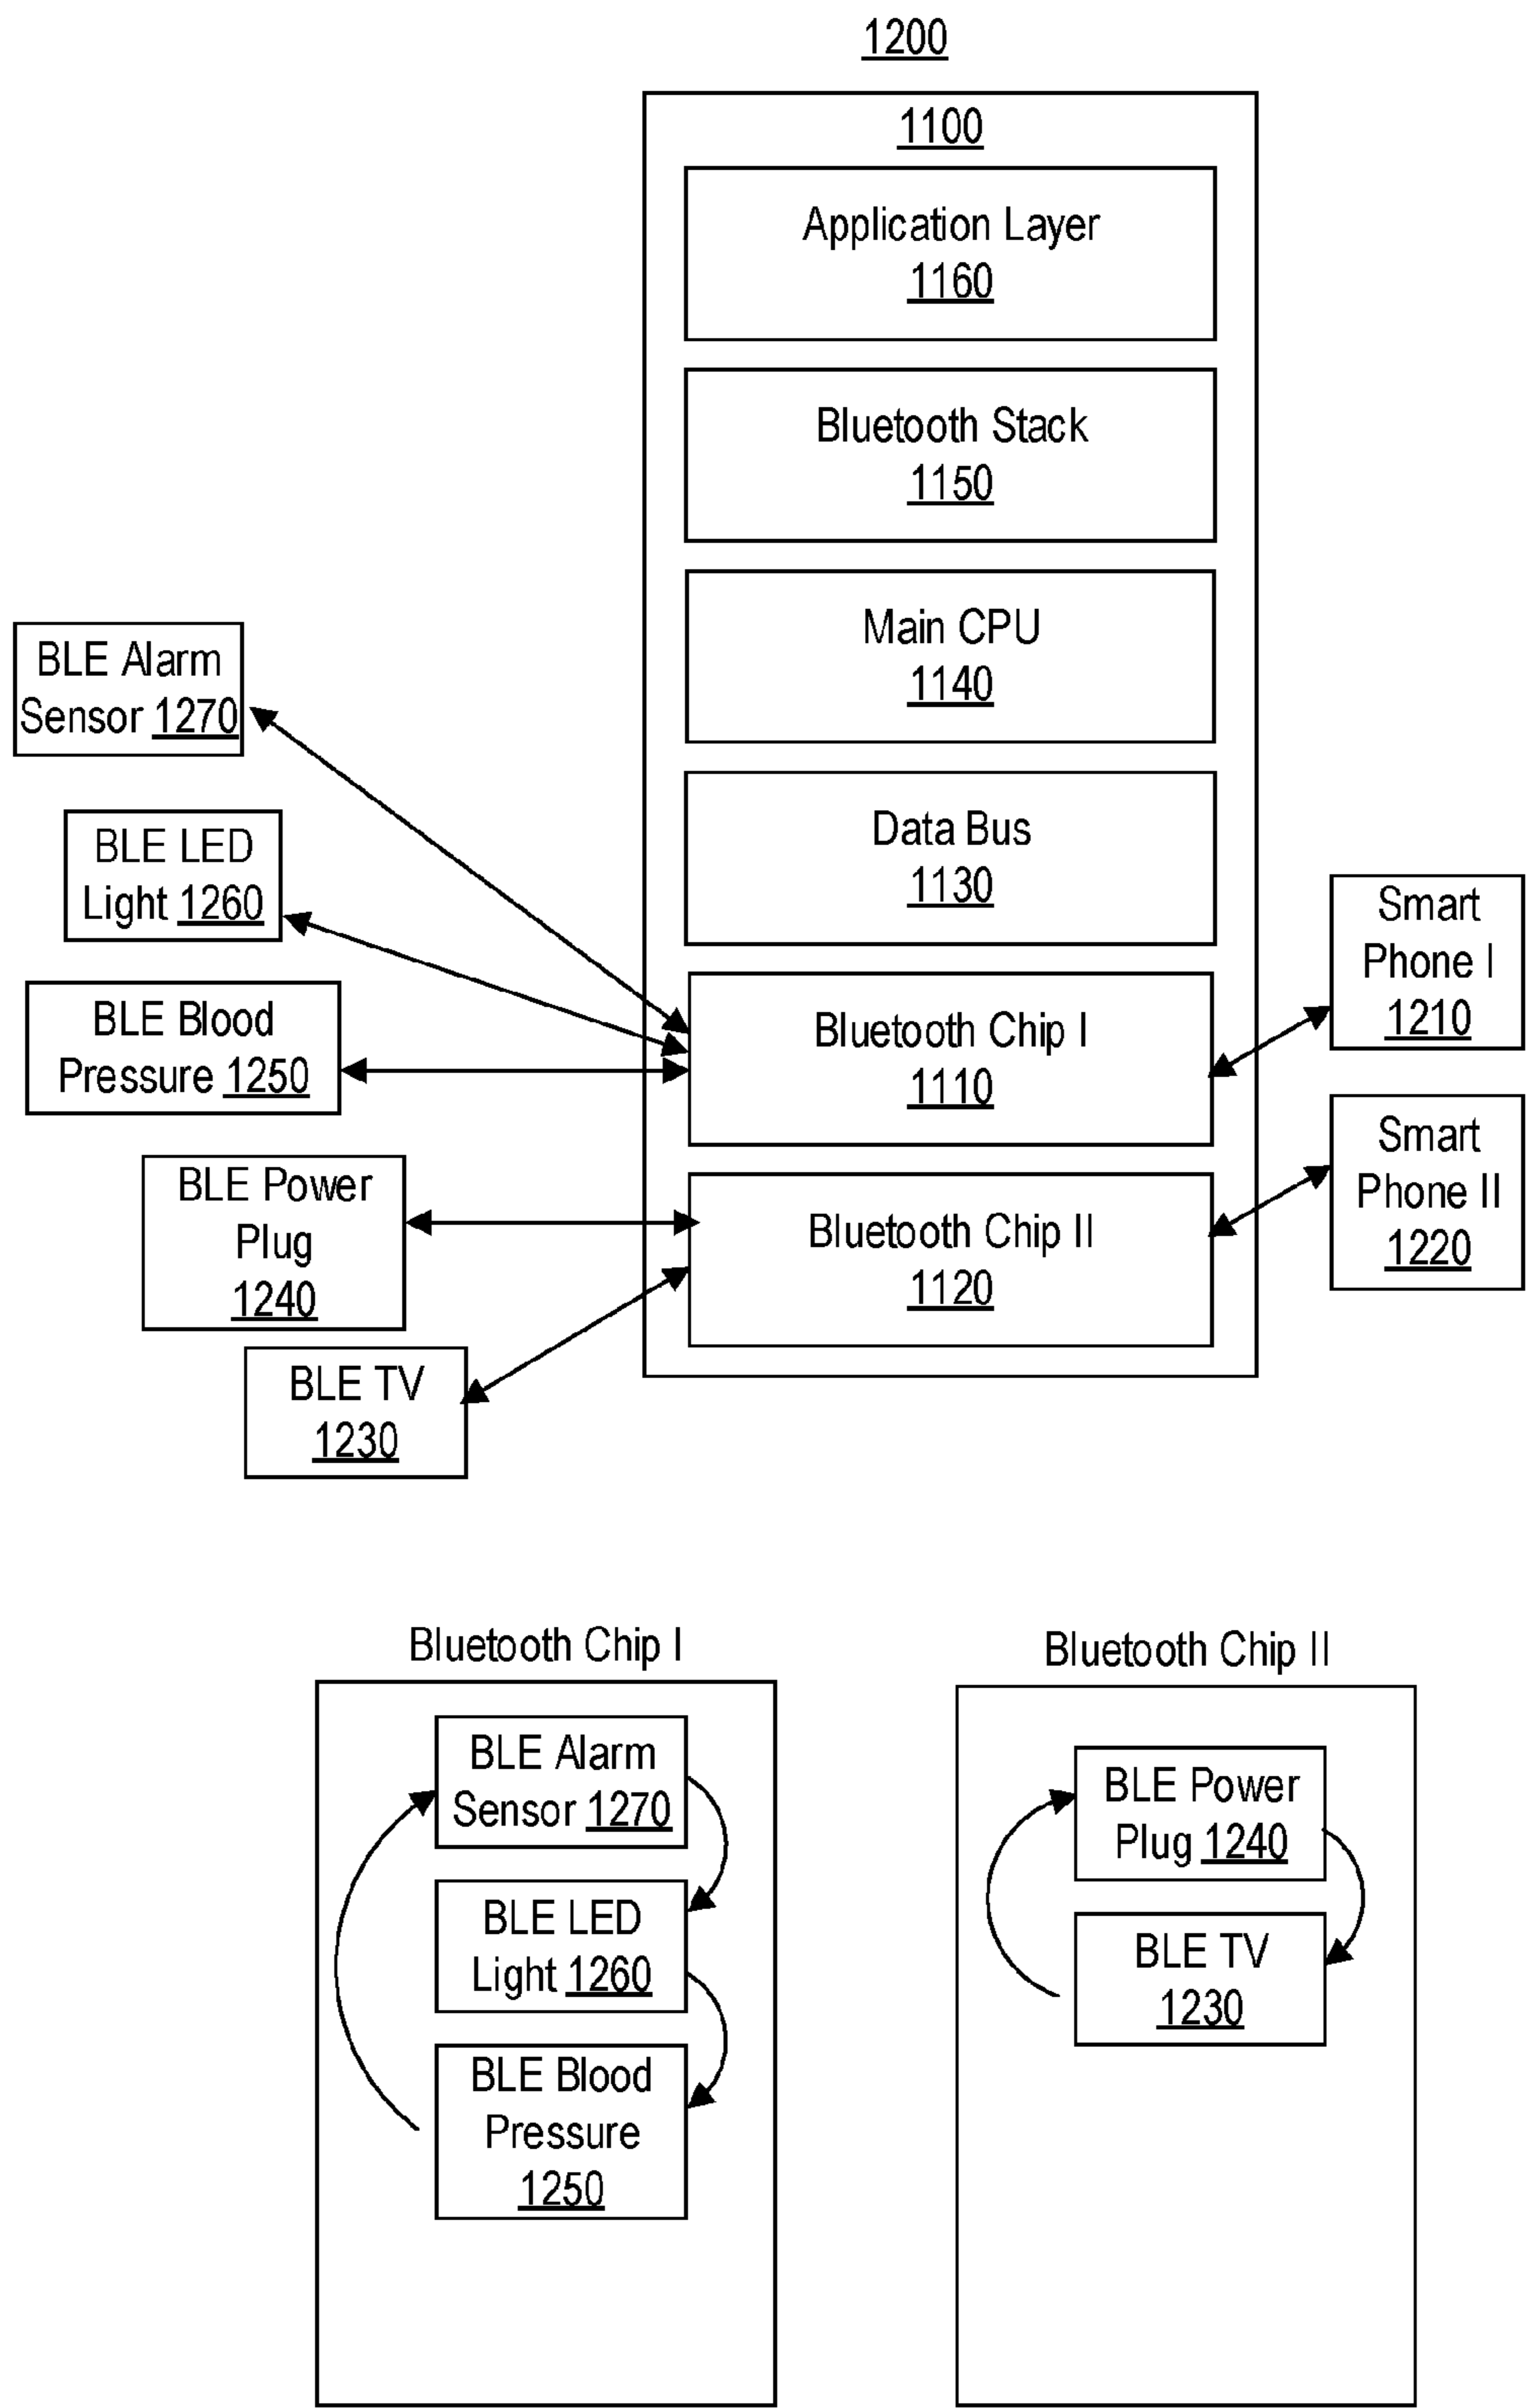 1200
1100
Application Layer
1160
Bluetooth Stack
1150
Main CPU
1140
Data Bus
1130
Bluetooth Chip I
1110
Bluetooth Chip II
1120
BLE Alarm
Sensor 1270
BLE LED
Light 1260
BLE Blood
Pressure 1250
BLE Power
Plug
1240
BLE TV
1230
Smart
Phone I
1210
Smart
Phone II
1220
Bluetooth Chip I
BLE Alarm
Sensor 1270
BLE LED
Light 1260
BLE Blood
Pressure
1250
Bluetooth Chip II
BLE Power
Plug 1240
BLE TV
1230